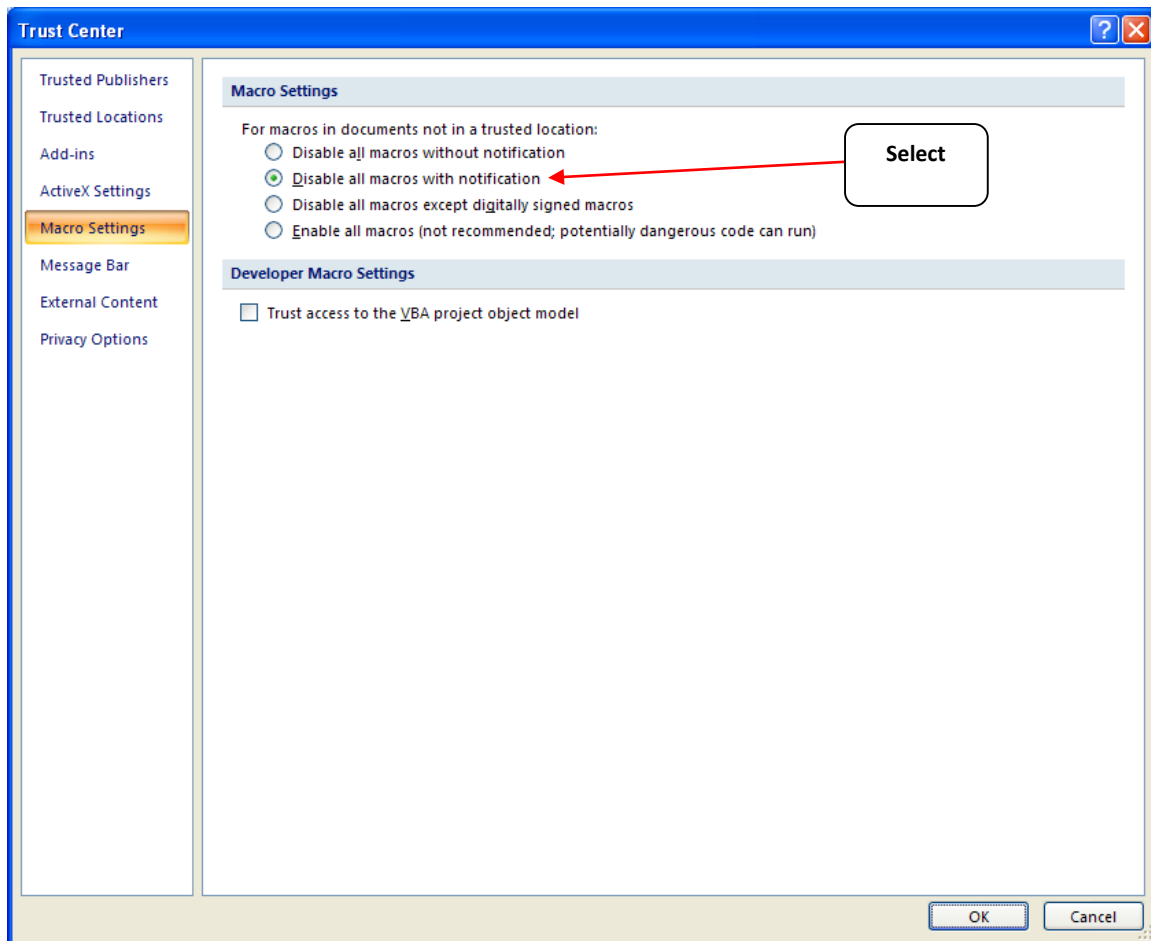 Trust Center
Trusted Publishers
Trusted Locations
Add-ins
ActiveX Settings
Macro Settings
Message Bar
External Content
Privacy Options
Macro Settings
For macros in documents not in a trusted location:
Disable all macros without notification
Disable all macros with notification
Disable all macros except digitally signed macros
Enable all macros (not recommended; potentially dangerous code can run)
Select
Developer Macro Settings
Trust access to the VBA project object model
OK
Cancel